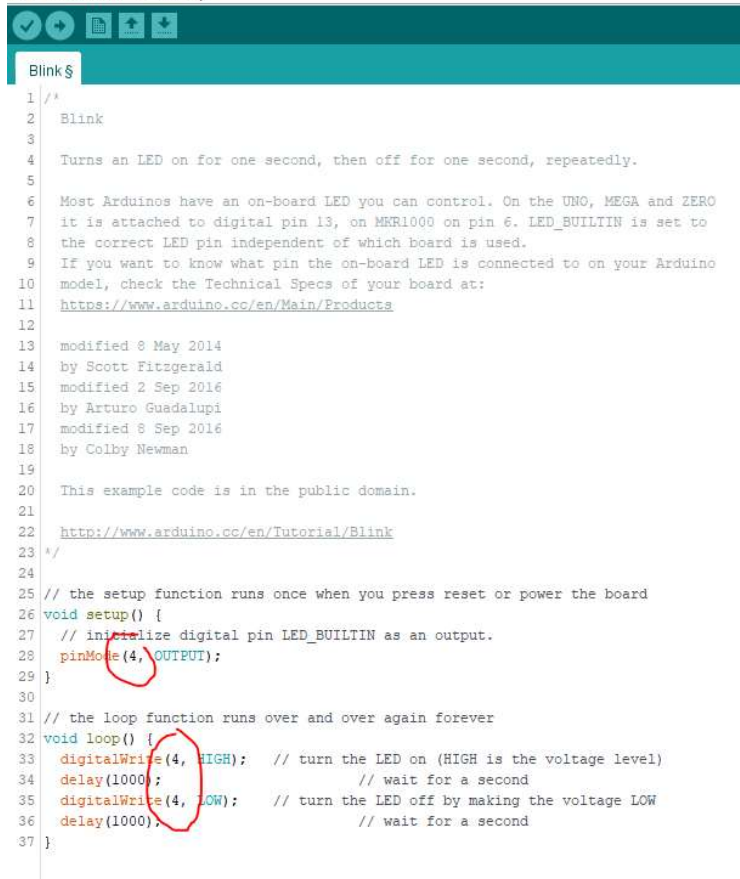 Blink §
1 /*
2 Blink
3
4 Turns an LED on for one second, then off for one second, repeatedly.
5
6 Most Arduinos have an on-board LED you can control. On the UNO, MEGA and ZERO
7 it is attached to digital pin 13, on MKR1000 on pin 6. LED_BUILTIN is set to
8 the correct LED pin independent of which board is used.
9 If you want to know what pin the on-board LED is connected to on your Arduino
10 model, check the Technical Specs of your board at:
11 https://www.arduino.cc/en/Main/Products
12
13 modified 8 May 2014
14 by Scott Fitzgerald
15 modified 2 Sep 2016
16 by Arturo Guadalupi
17 modified 8 Sep 2016
18 by Colby Newman
19
20 This example code is in the public domain.
21
22 http://www.arduino.cc/en/Tutorial/Blink
23 */
24
25 // the setup function runs once when you press reset or power the board
26 void setup() {
27 // initialize digital pin LED_BUILTIN as an output.
28 pinMode(4, OUTPUT);
29 }
30
31 // the loop function runs over and over again forever
32 void loop() {
33 digitalWrite(4, HIGH); // turn the LED on (HIGH is the voltage level)
34 delay(1000); // wait for a second
35 digitalWrite(4, LOW); // turn the LED off by making the voltage LOW
36 delay(1000); // wait for a second
37 }